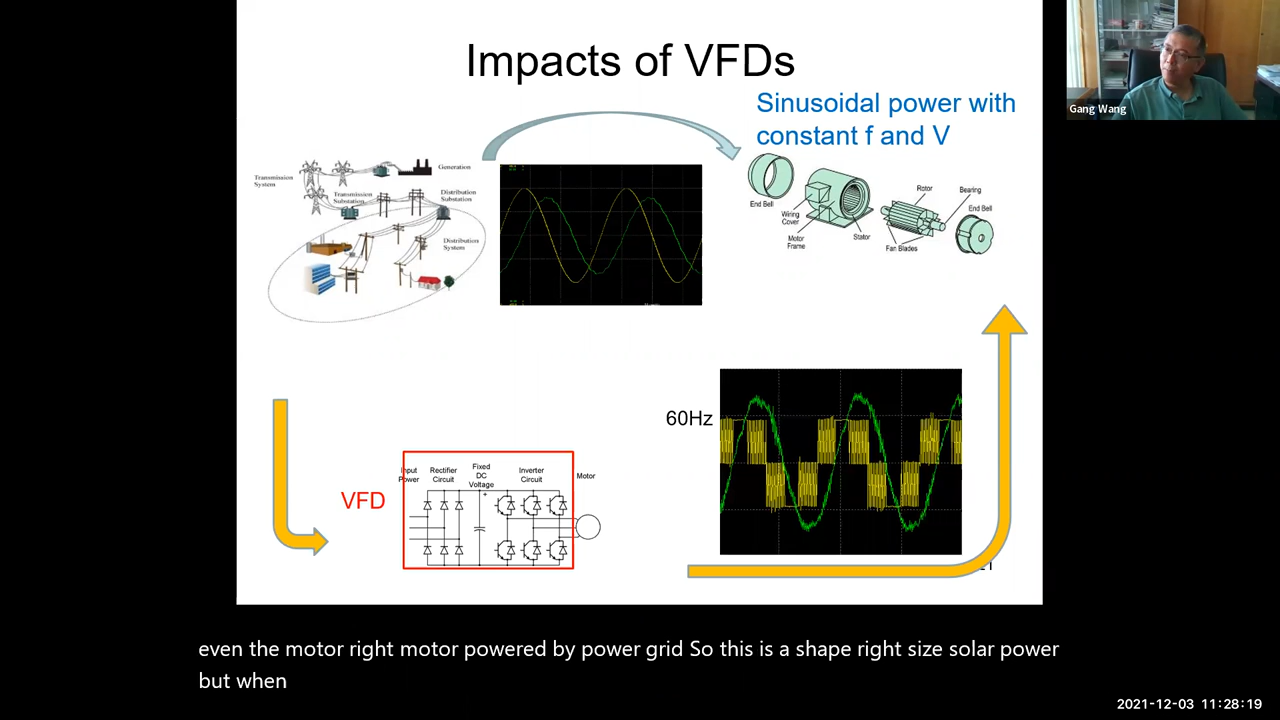 Impacts of VFDs
Sinusoidal power with
constant f and V
Gang Wang
Transmission
System
Generation
Transmission
Substation
Distribution
Substation
Distribution
System
End Bell
Wiring
Cover
Motor
Frame
Stator
Rotor
Fan Blades
Bearing
End Bell
60Hz
VFD
Input
Power
Rectifier
Circuit
Fixed
DC
Voltage
+
Inverter
Circuit
Motor
even the motor right motor powered by power grid So this is a shape right size solar power
but when
2021-12-03 11:28:19